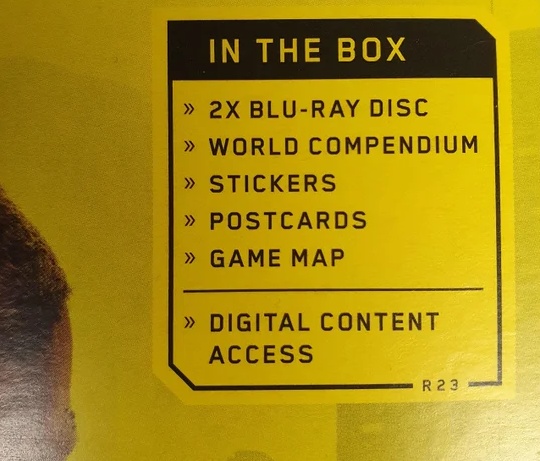 IN THE BOX
» 2X BLU-RAY DISC
» WORLD COMPENDIUM
» STICKERS
» POSTCARDS
» GAME MAP
» DIGITAL CONTENT
ACCESS
R23